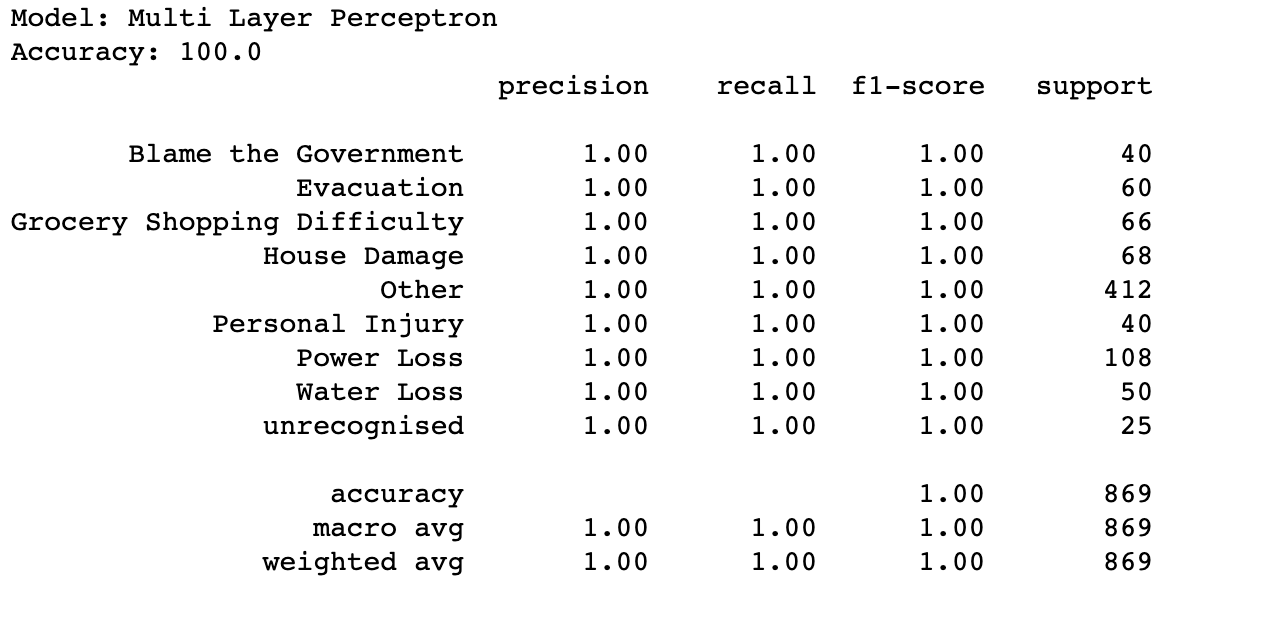 Model: Multi Layer Perceptron
Accuracy: 100.0
precision recall f1-score support
Blame the Government 1.00 1.00 1.00 40
Evacuation 1.00 1.00 1.00 60
Grocery Shopping Difficulty 1.00 1.00 1.00 66
House Damage 1.00 1.00 1.00 68
Other 1.00 1.00 1.00 412
Personal Injury 1.00 1.00 1.00 40
Power Loss 1.00 1.00 1.00 108
Water Loss 1.00 1.00 1.00 50
unrecognised 1.00 1.00 1.00 25
accuracy 1.00 869
macro avg 1.00 1.00 1.00 869
weighted avg 1.00 1.00 1.00 869